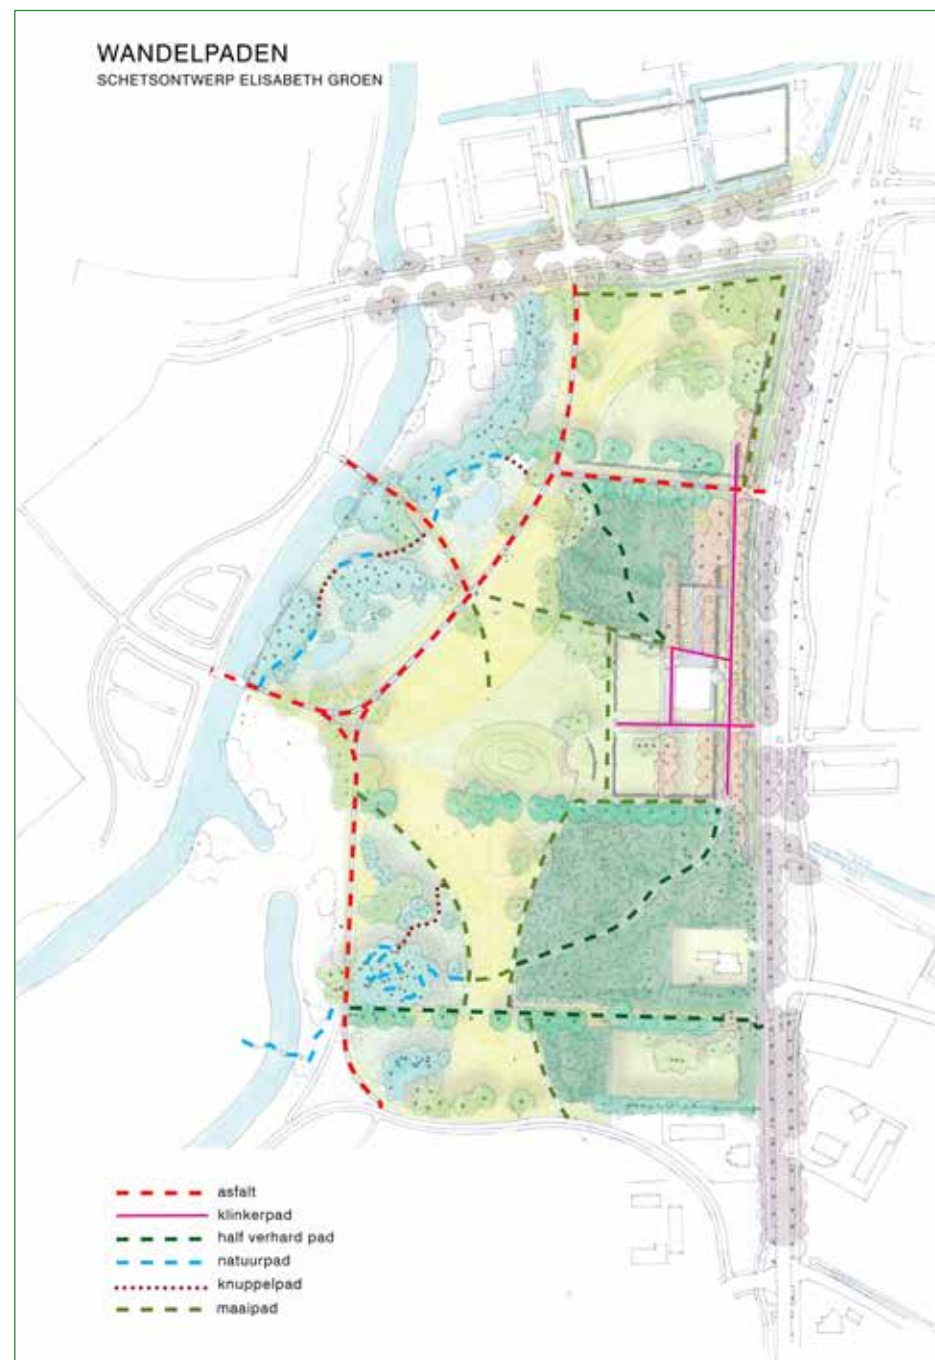 WANDELPADEN
SCHETSONTWERP ELISABETH GROEN
asfalt
klinkerpad
half verhard pad
natuurpad
knuppelpad
maaipad